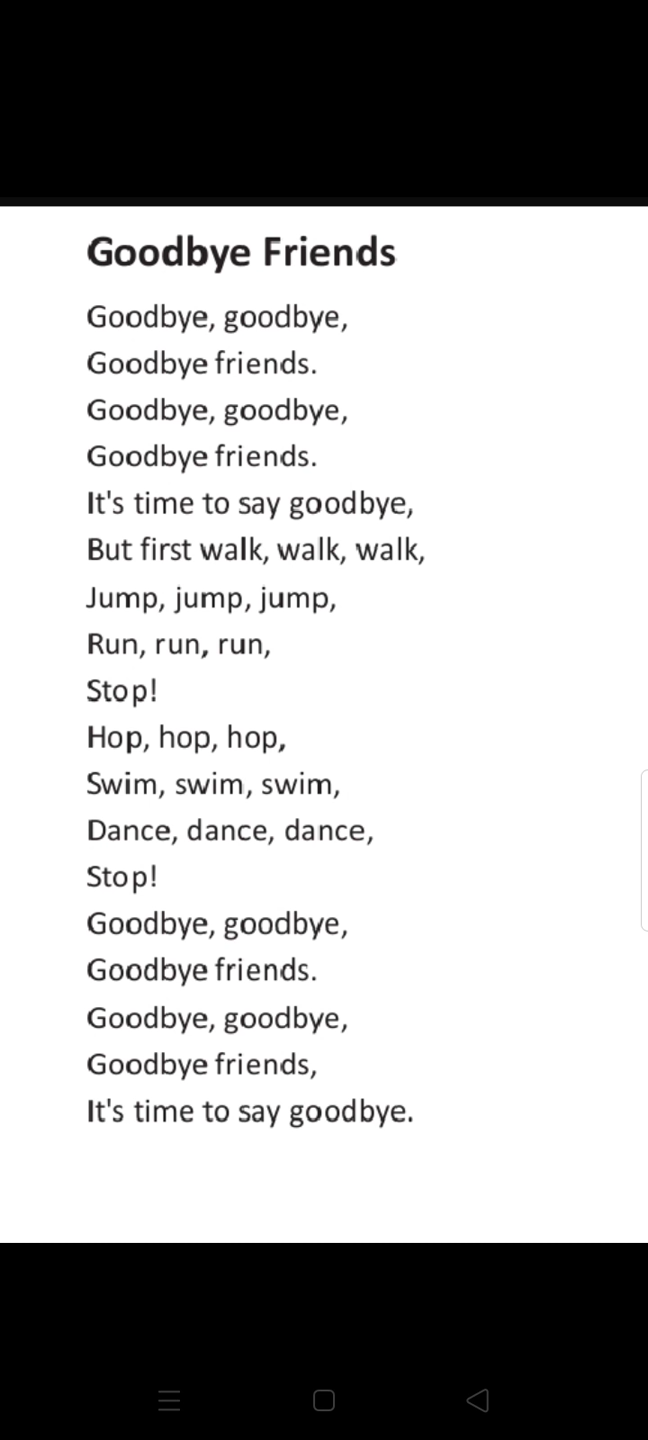 Goodbye Friends
Goodbye, goodbye,
Goodbye friends.
Goodbye, goodbye,
Goodbye friends.
It's time to say goodbye,
But first walk, walk, walk,
Jump, jump, jump,
Run, run, run,
Stop!
Hop, hop, hop,
Swim, swim, swim,
Dance, dance, dance,
Stop!
Goodbye, goodbye,
Goodbye friends.
Goodbye, goodbye,
Goodbye friends,
It's time to say goodbye.